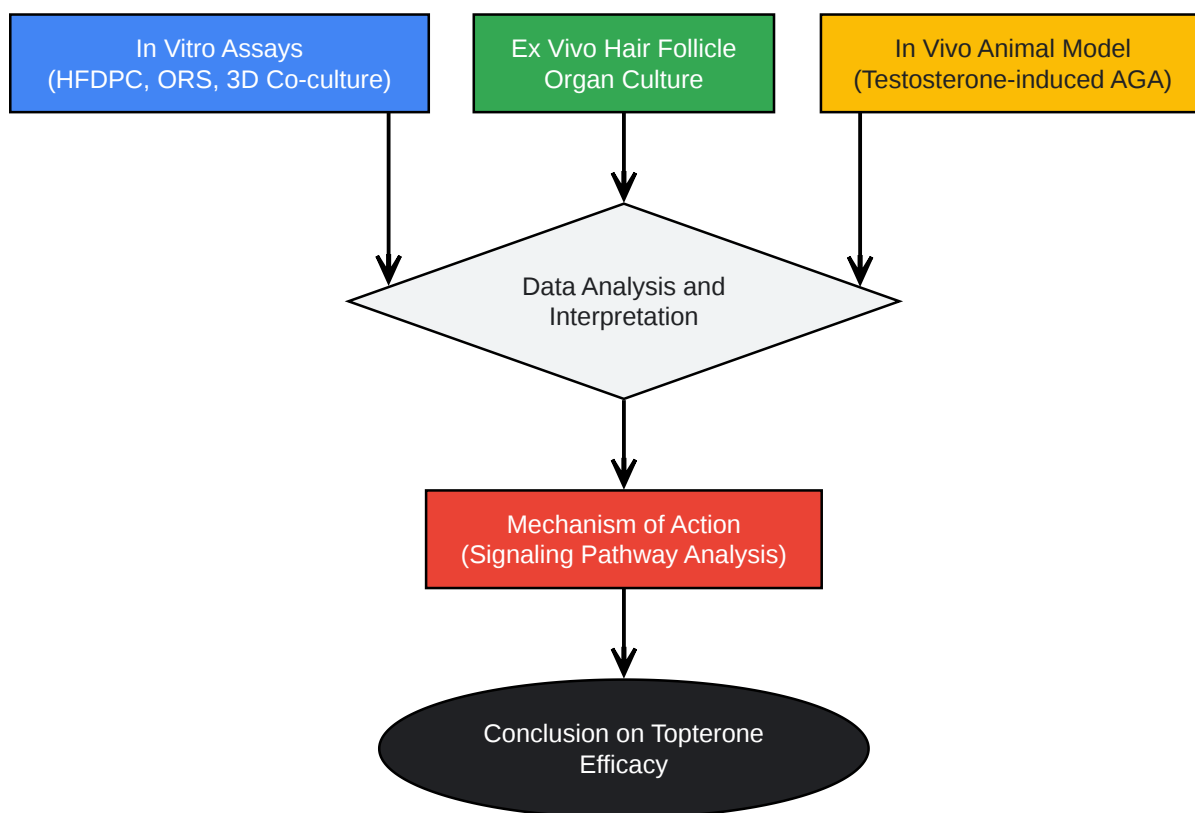 In Vitro Assays
(HFDPC, ORS, 3D Co-culture)
Ex Vivo Hair Follicle
Organ Culture
In Vivo Animal Model
(Testosterone-induced AGA)
Data Analysis and
Interpretation
Mechanism of Action
(Signaling Pathway Analysis)
Conclusion on Topterone
Efficacy